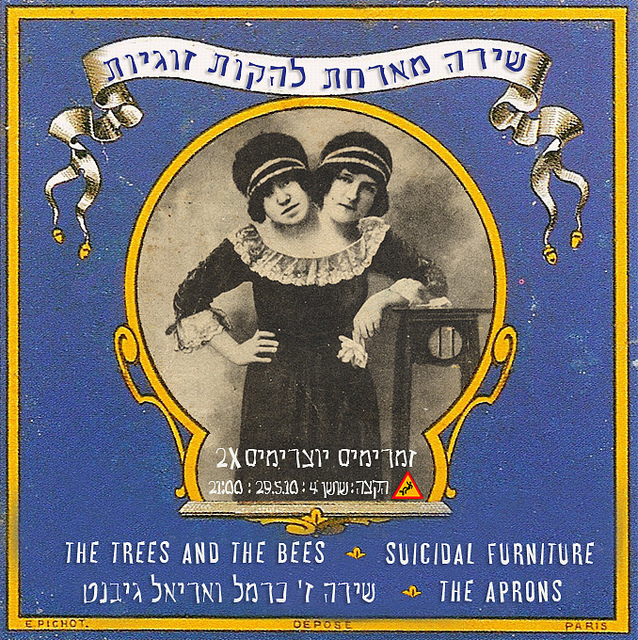 שירה מארחת להקות זוגיות
זמרימים יוצרימים 2X
הקצה : ששון 4 : 29.5.10 : 21:00
THE TREES AND THE BEES SUICIDAL FURNITURE
שירה ז' כרמל ואריאל גיבנט THE APRONS
E.PICHOT. DEPOSE PARIS